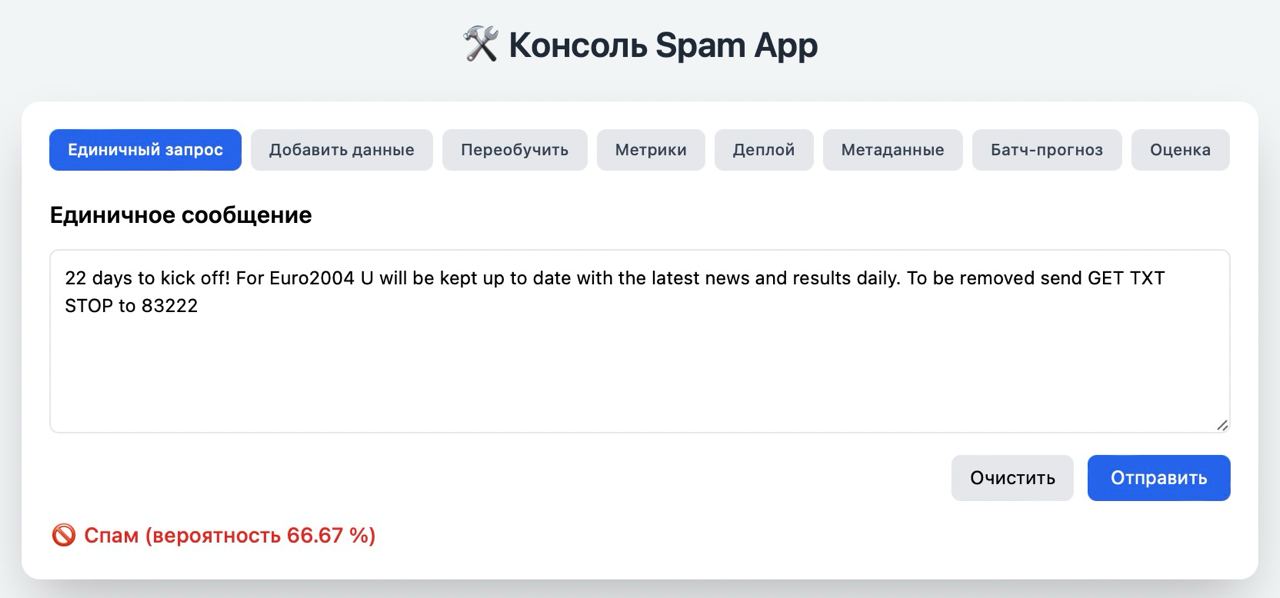 🛠️ Консоль Spam App
Единичный запрос Добавить данные Переобучить Метрики Деплой Метаданные Батч-прогноз Оценка
Единичное сообщение
22 days to kick off! For Euro2004 U will be kept up to date with the latest news and results daily. To be removed send GET TXT
STOP to 83222
Очистить Отправить
🚫 Спам (вероятность 66.67 %)